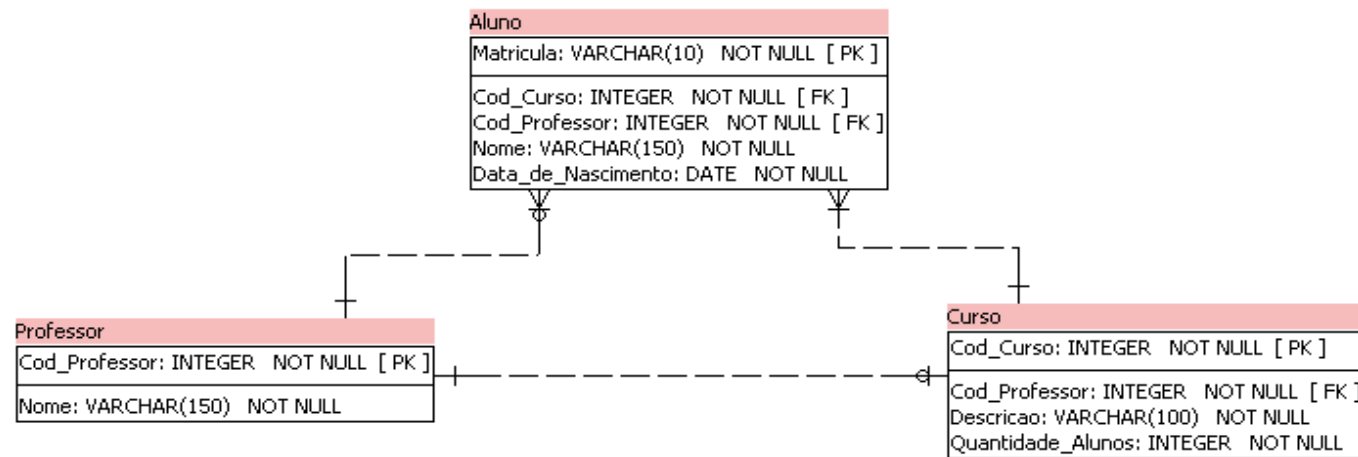 Aluno
Matricula: VARCHAR(10) NOT NULL [ PK ]
Cod_Curso: INTEGER NOT NULL [ FK ]
Cod_Professor: INTEGER NOT NULL [ FK ]
Nome: VARCHAR(150) NOT NULL
Data_de_Nascimento: DATE NOT NULL
Professor
Cod_Professor: INTEGER NOT NULL [ PK ]
Nome: VARCHAR(150) NOT NULL
Curso
Cod_Curso: INTEGER NOT NULL [ PK ]
Cod_Professor: INTEGER NOT NULL [ FK ]
Descricao: VARCHAR(100) NOT NULL
Quantidade_Alunos: INTEGER NOT NULL